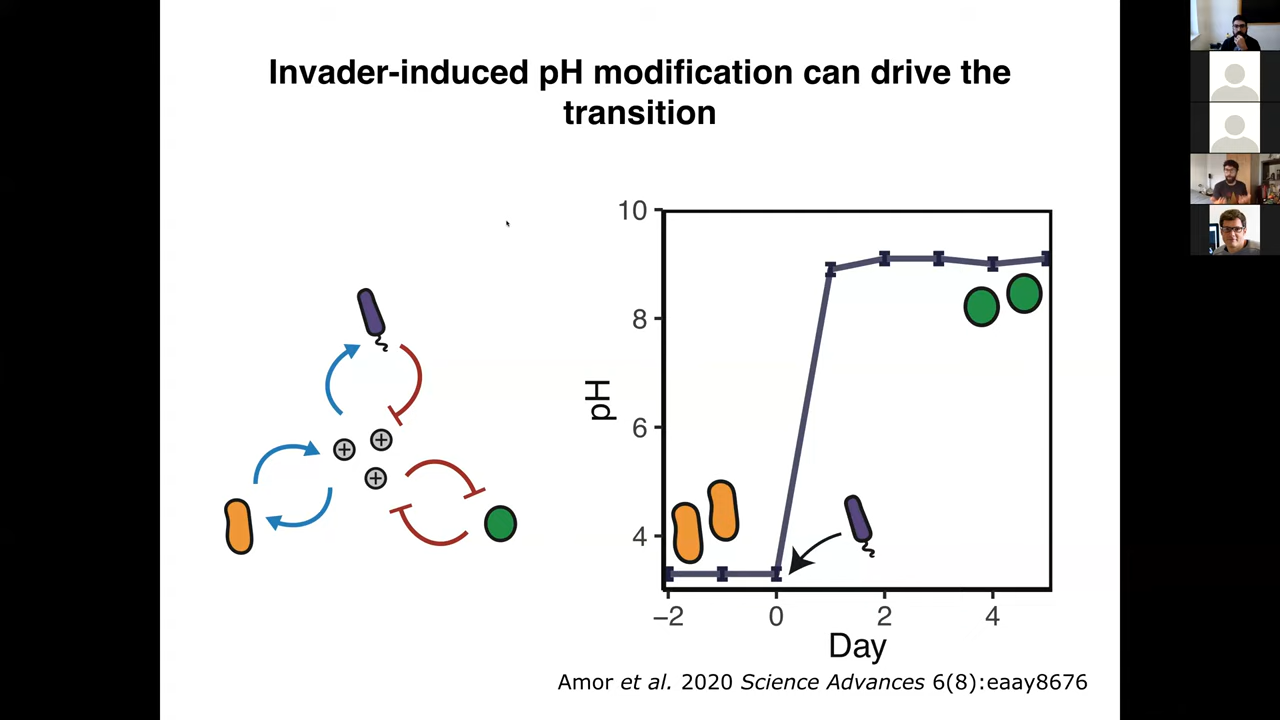 Invader-induced pH modification can drive the
transition
10
8
6
4
pH
−2 0 2 4
Day
+
+
+
Amor et al. 2020 Science Advances 6(8):eaay8676